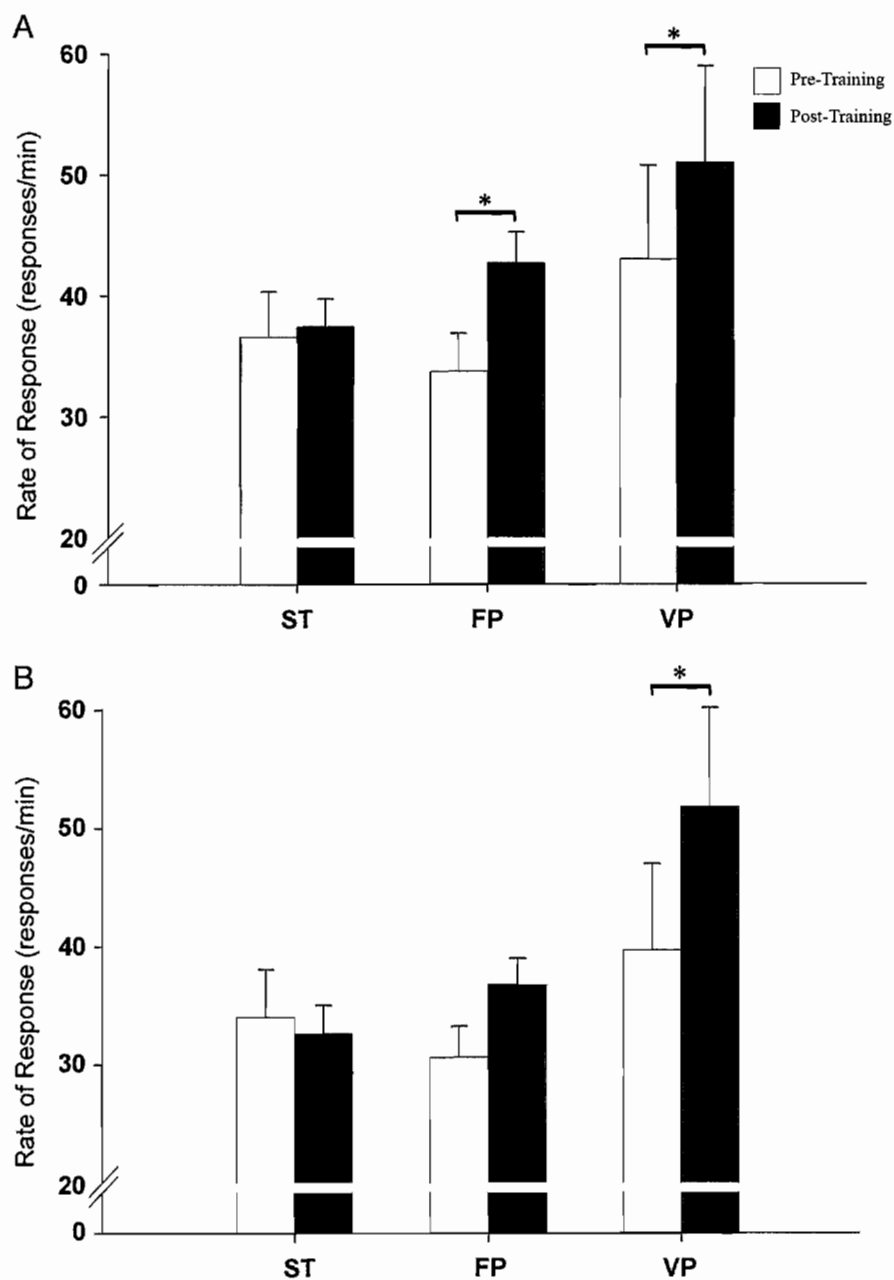 A
60
50
40
30
20
0
Rate of Response (responses/min)
*
*
Pre-Training
Post-Training
ST FP VP
B
60
50
40
30
20
0
Rate of Response (responses/min)
*
ST FP VP